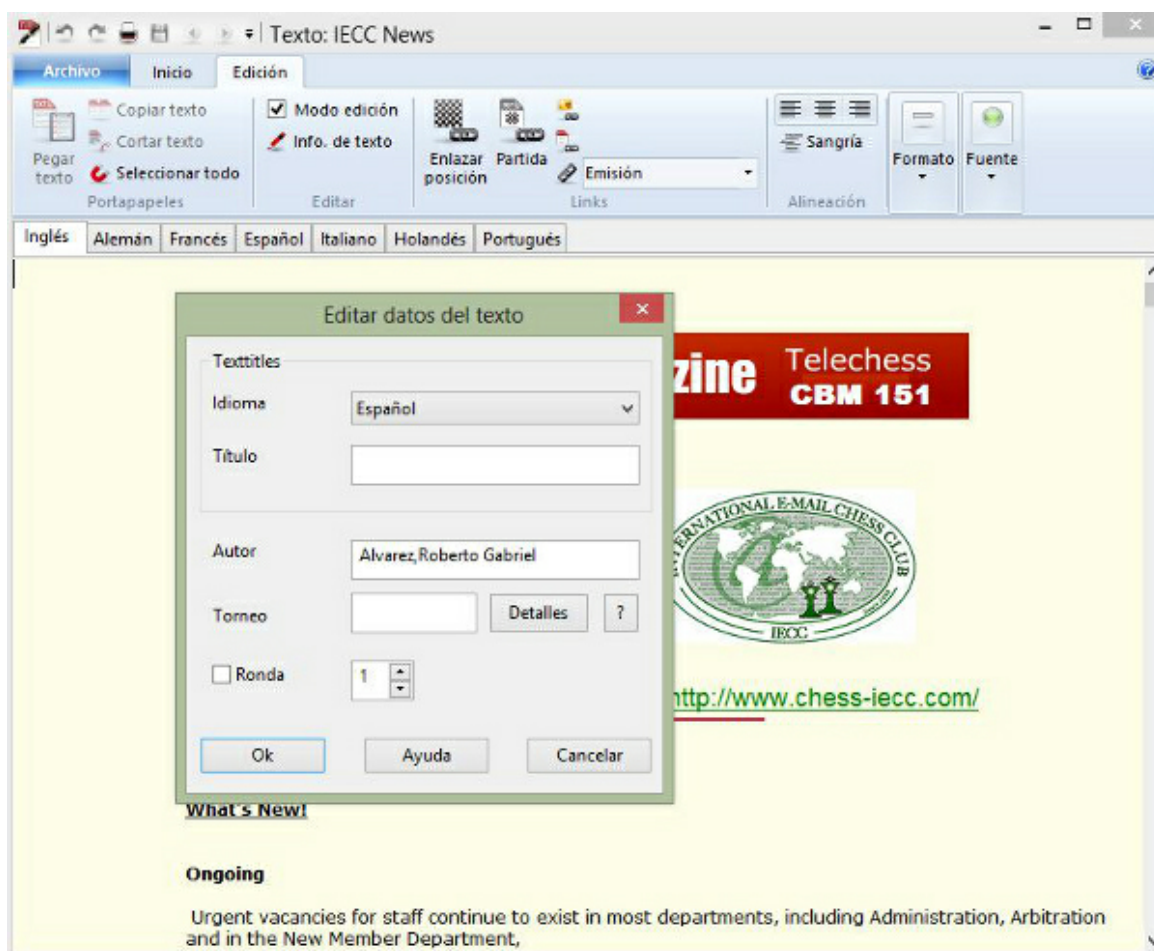 Texto: IECC News
Archivo Inicio Edición
Pegar texto
Copiar texto
Cortar texto
Seleccionar todo
Portapapeles
Modo edición
Info. de texto
Editar
Enlazar posición
Partida
Emisión
Links
Sangría
Alineación
Formato
Fuente
Inglés Alemán Francés Español Italiano Holandés Portugués
Editar datos del texto
Texttitles
Idioma Español
Título
Autor Alvarez,Roberto Gabriel
Torneo Detalles ?
Ronda 1
Ok Ayuda Cancelar
zine Telechess
CBM 151
INTERNATIONAL E-MAIL CHESS CLUB
IECC
http://www.chess-iecc.com/
What's New!
Ongoing
Urgent vacancies for staff continue to exist in most departments, including Administration, Arbitration
and in the New Member Department,